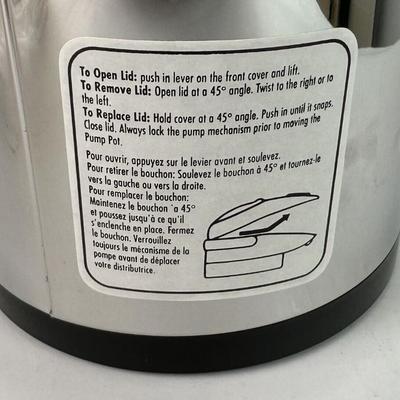 To Open Lid: push in lever on the front cover and lift.
To Remove Lid: Open lid at a 45° angle. Twist to the right or to
the left.
To Replace Lid: Hold cover at a 45° angle. Push in until it snaps.
Close lid. Always lock the pump mechanism prior to moving the
Pump Pot.
Pour ouvrir, appuyez sur le levier avant et soulevez.
Pour retirer le bouchon: Soulevez le bouchon à 45° et tournez-le
vers la gauche ou vers la droite.
Pour remplacer le bouchon:
Maintenez le bouchon `a 45°
et poussez jusqu'à ce qu'il
s'enclenche en place. Fermez
le bouchon. Verrouillez
toujours le mécanisme de la
pompe avant de déplacer
votre distributrice.